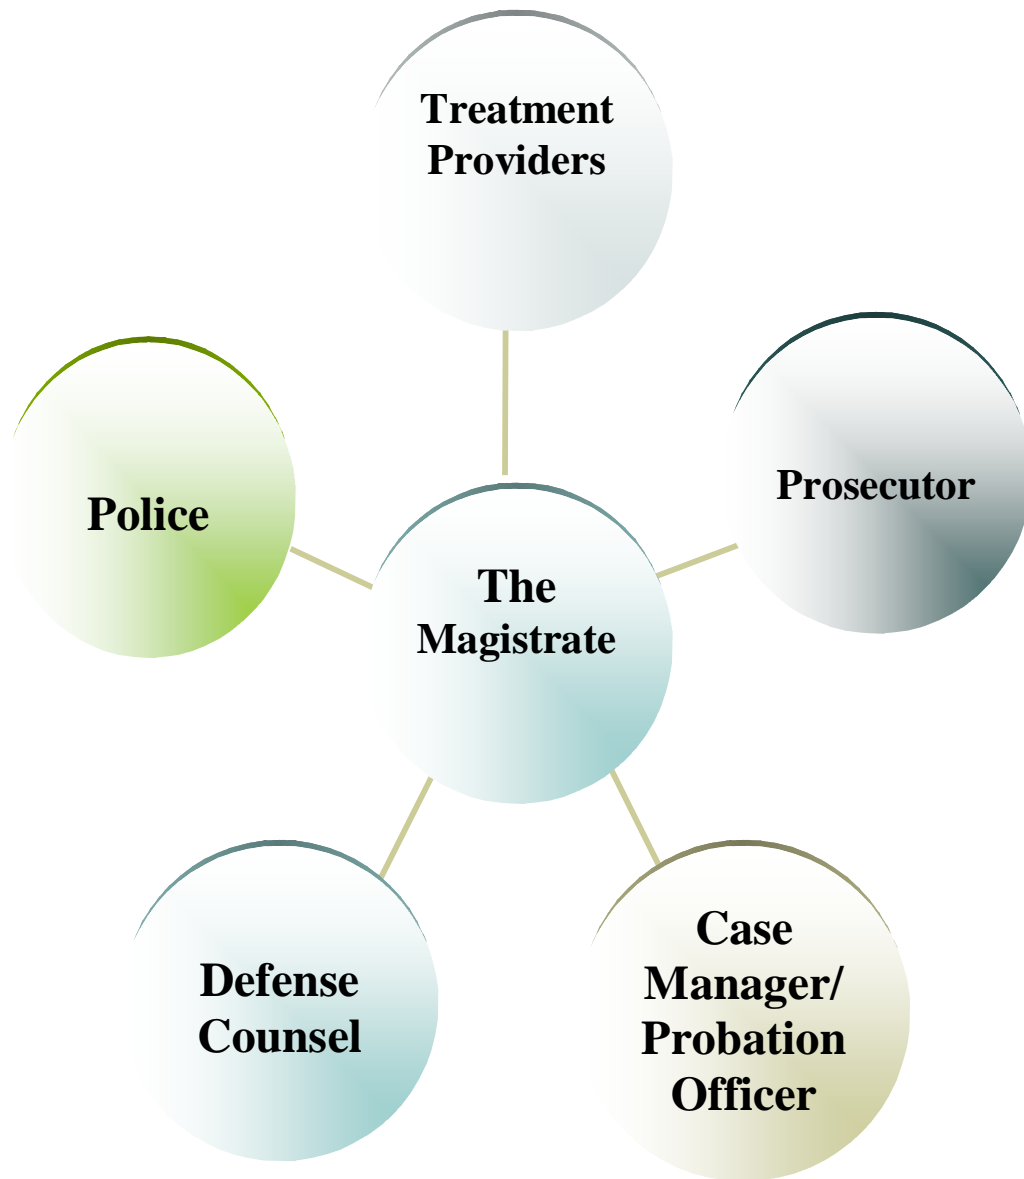 Treatment
Providers
Prosecutor
Police
The
Magistrate
Defense
Counsel
Case
Manager/
Probation
Officer